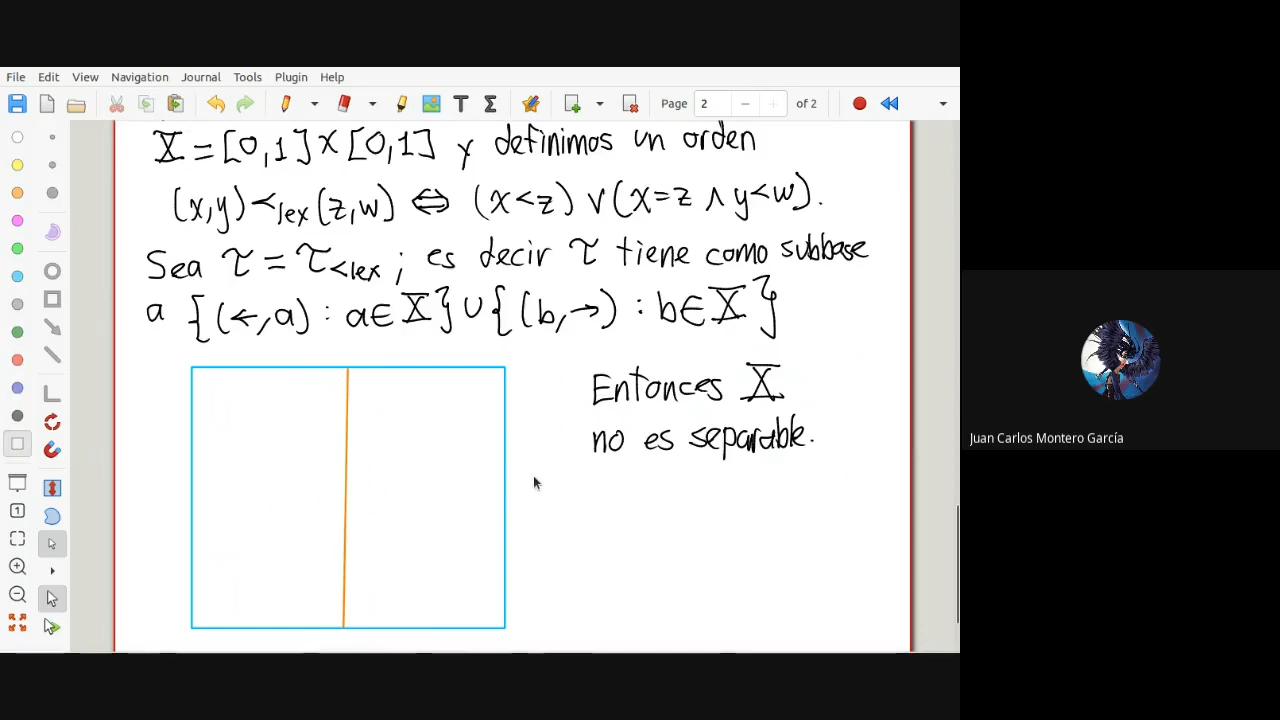 File Edit View Navigation Journal Tools Plugin Help
Page 2 of 2
X = [0,1] × [0,1] y definimos un orden
(x,y) <lex (z,w) ⇔ (x<z) ∨ (x=z ∧ y<w).
Sea τ = τ<lex ; es decir τ tiene como subbase
a {(←,a) : a∈X} ∪ {(b,→) : b∈X}
Entonces X
no es separable.
Juan Carlos Montero García